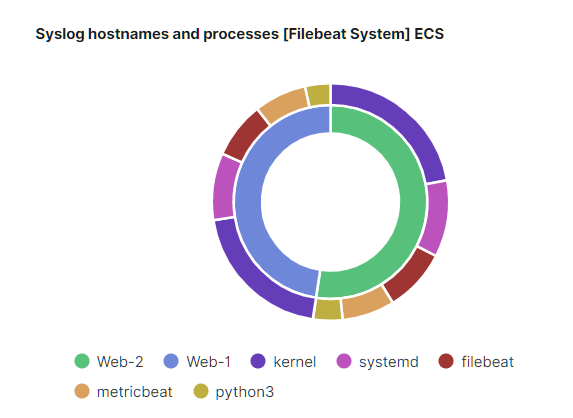 Syslog hostnames and processes [Filebeat System] ECS
Web-2 Web-1 kernel systemd filebeat
metricbeat python3